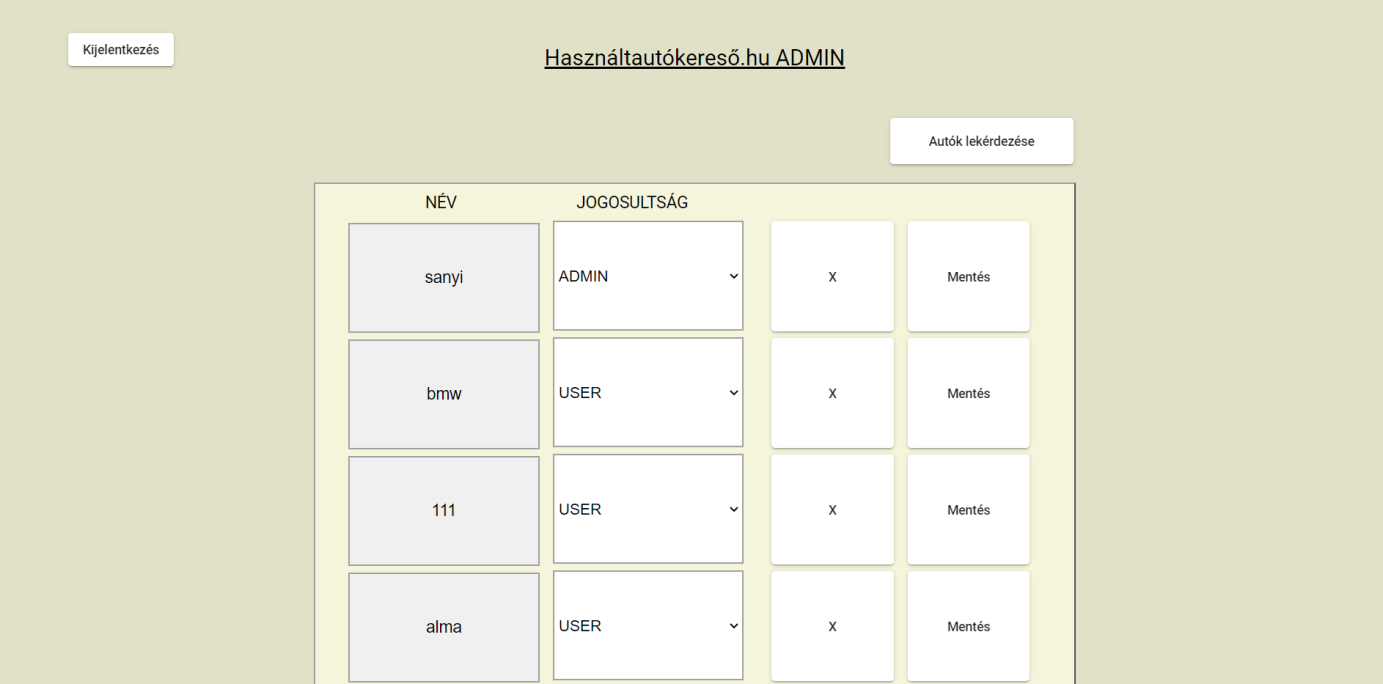 Kijelentkezés
Használtautókereső.hu ADMIN
Autók lekérdezése
NÉV JOGOSULTSÁG
sanyi ADMIN X Mentés
bmw USER X Mentés
111 USER X Mentés
alma USER X Mentés